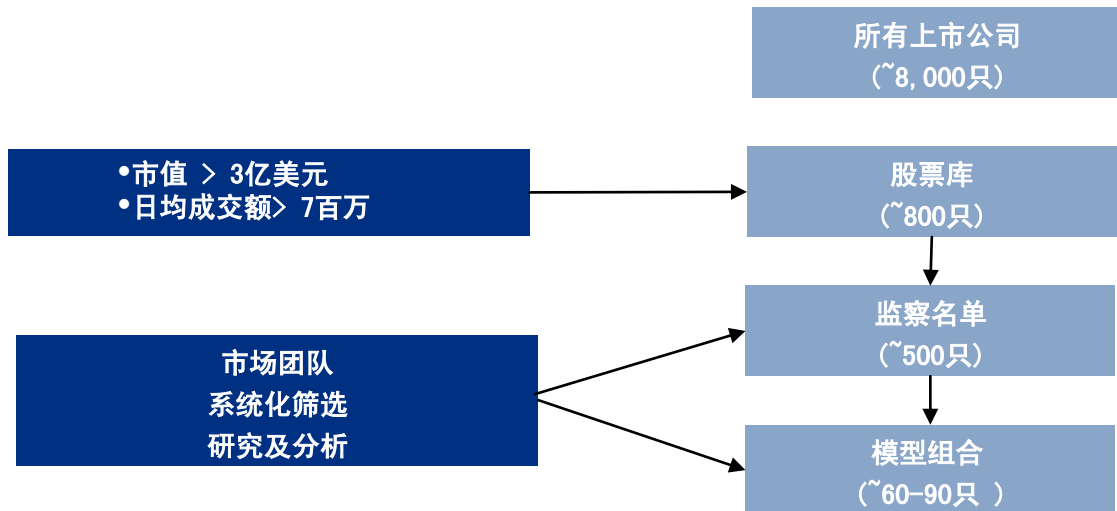 所有上市公司
(~8,000只)
•市值 > 3亿美元
•日均成交额> 7百万
股票库
(~800只)
监察名单
(~500只)
市场团队
系统化筛选
研究及分析
模型组合
(~60-90只 )